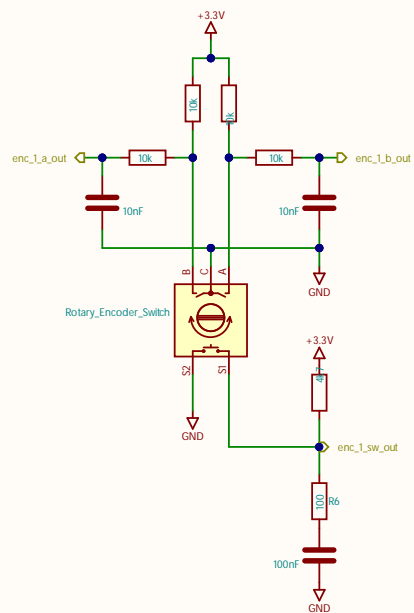 +3.3V
10k
10k
enc_1_a_out
10k
10k
enc_1_b_out
10nF
10nF
B
C
A
GND
Rotary_Encoder_Switch
+3.3V
S2
S1
4k7
GND
enc_1_sw_out
100
R6
100nF
GND